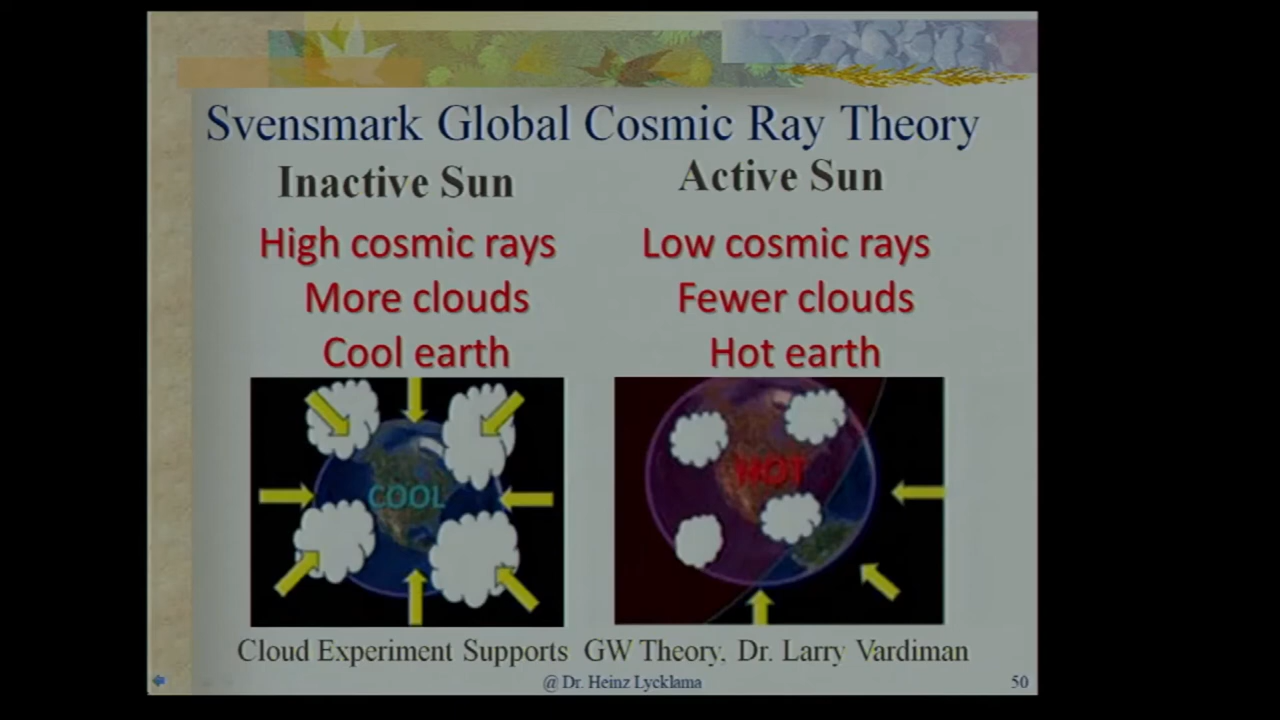 Svensmark Global Cosmic Ray Theory
Inactive Sun
High cosmic rays
More clouds
Cool earth
COOL
Active Sun
Low cosmic rays
Fewer clouds
Hot earth
HOT
Cloud Experiment Supports GW Theory, Dr. Larry Vardiman
@ Dr. Heinz Lycklama
50